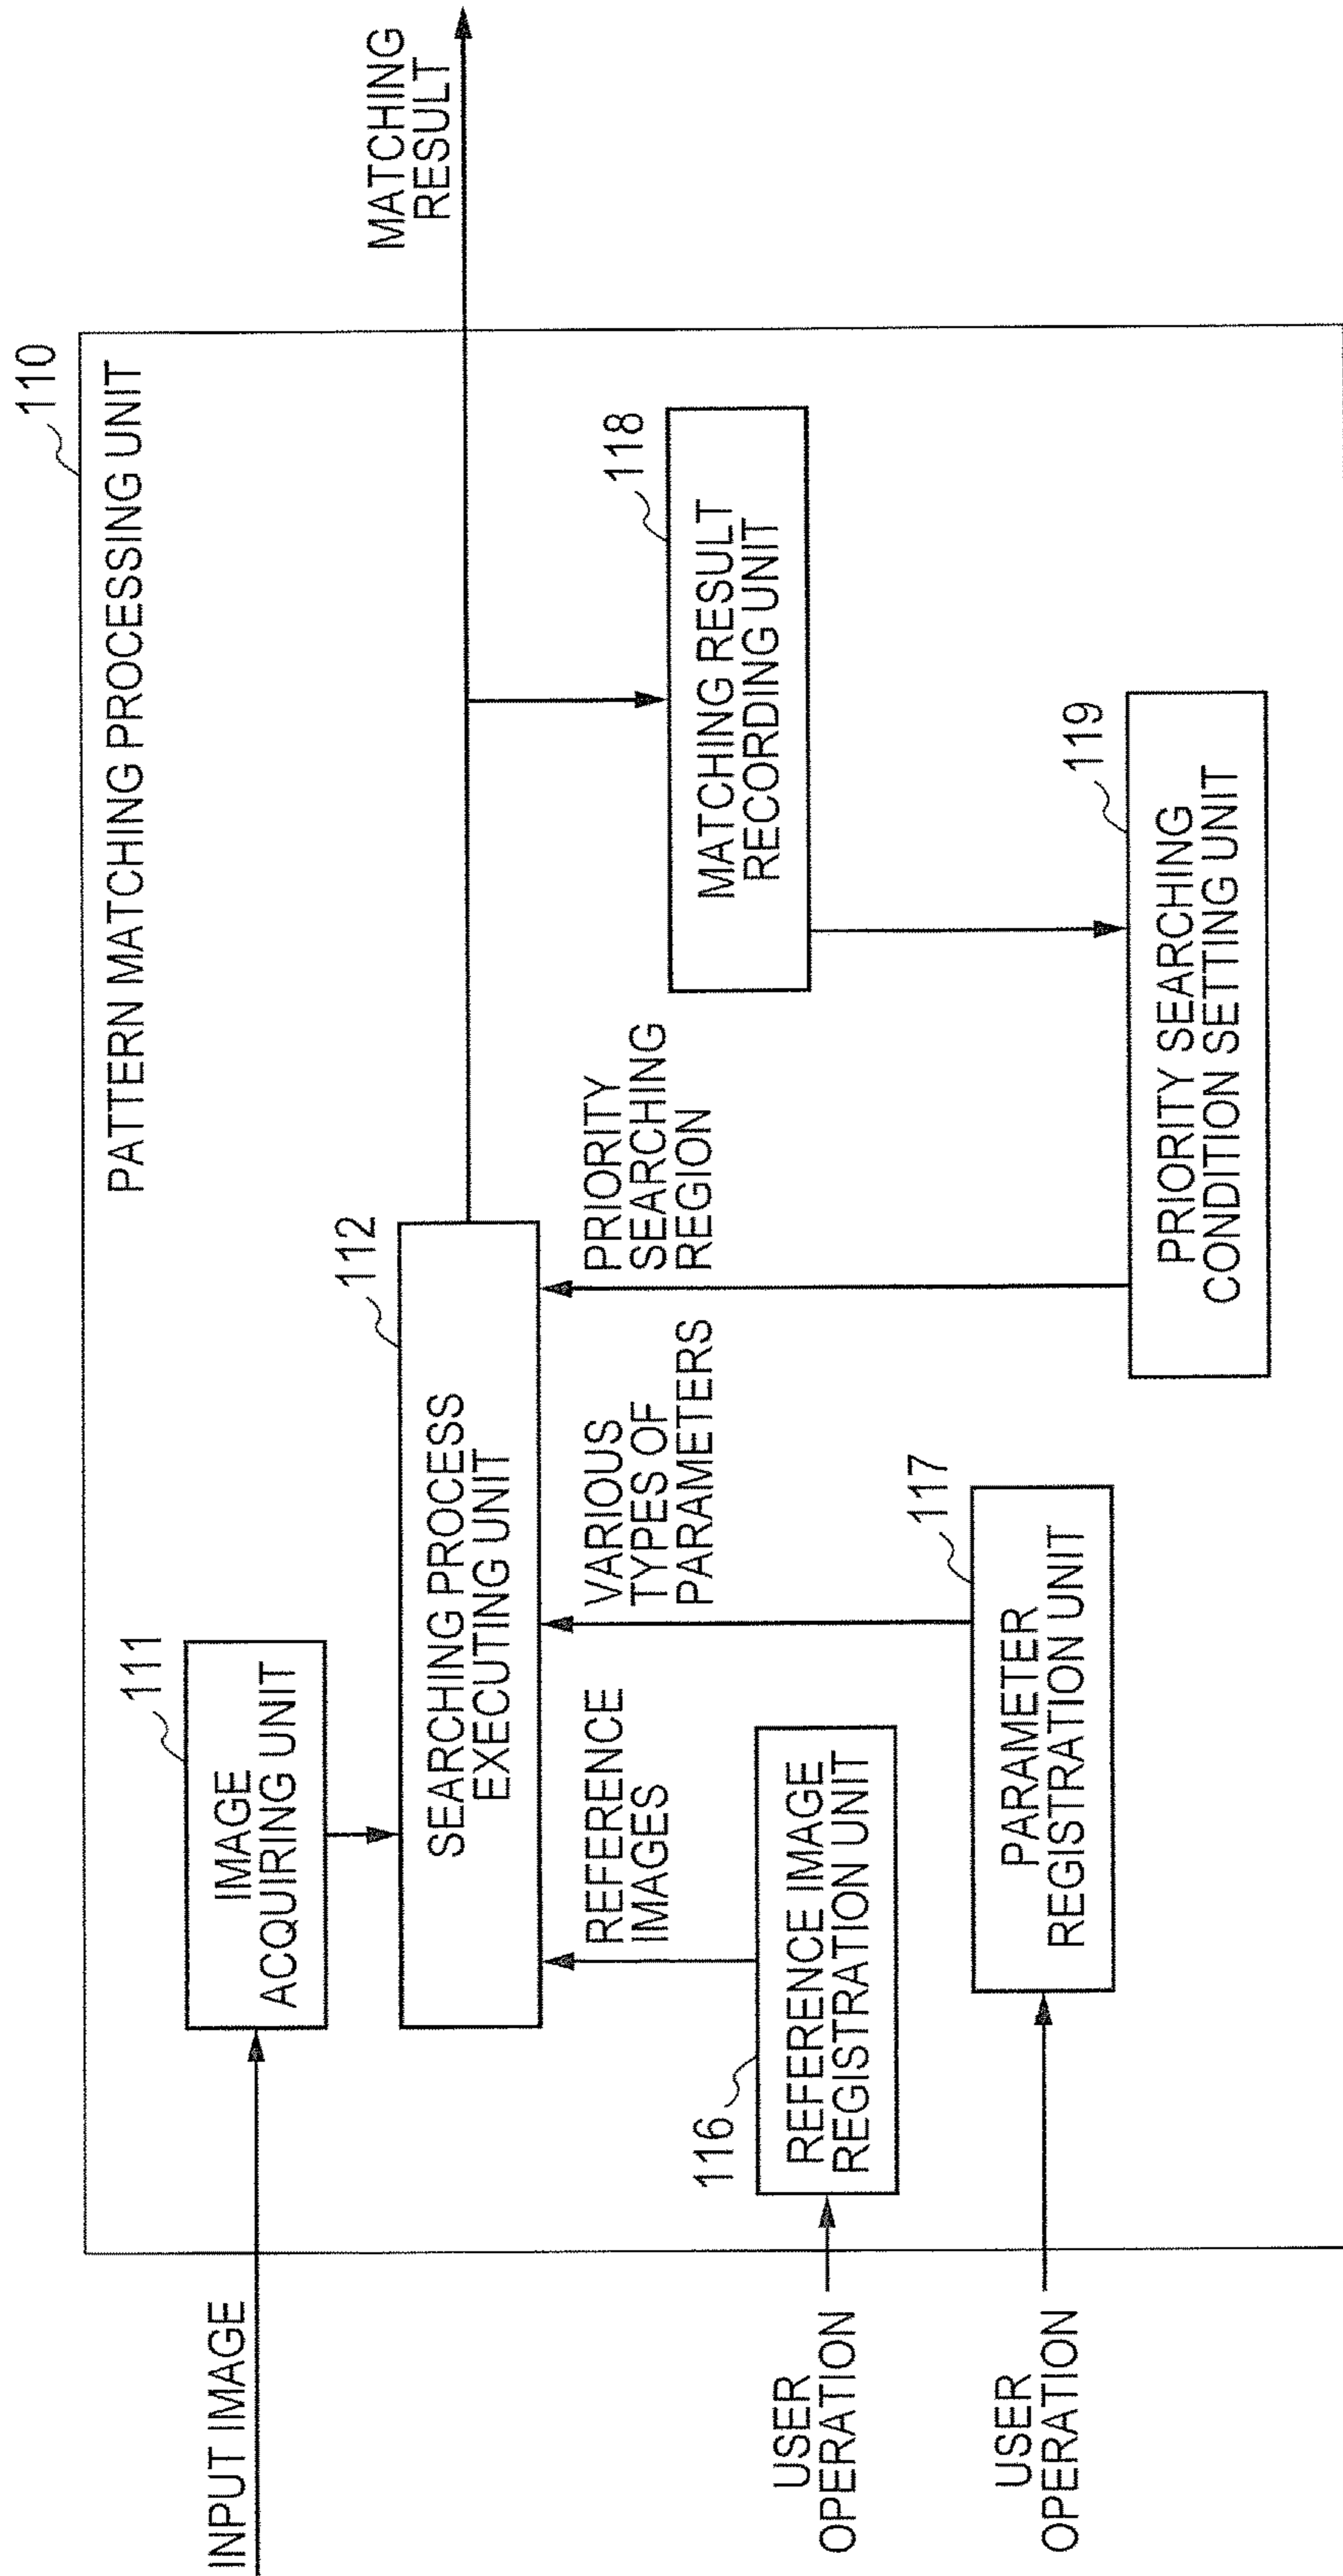 110
PATTERN MATCHING PROCESSING UNIT
INPUT IMAGE
111
IMAGE
ACQUIRING UNIT
112
SEARCHING PROCESS
EXECUTING UNIT
MATCHING
RESULT
REFERENCE
IMAGES
VARIOUS
TYPES OF
PARAMETERS
PRIORITY
SEARCHING
REGION
118
MATCHING RESULT
RECORDING UNIT
USER
OPERATION
116
REFERENCE IMAGE
REGISTRATION UNIT
USER
OPERATION
117
PARAMETER
REGISTRATION UNIT
119
PRIORITY SEARCHING
CONDITION SETTING UNIT